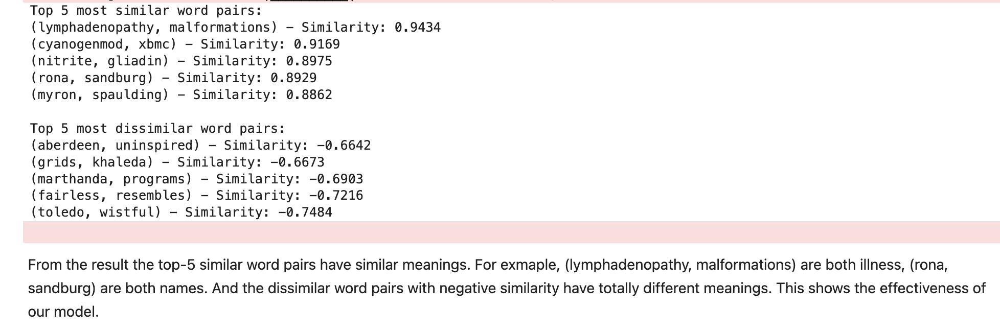 Top 5 most similar word pairs:
(lymphadenopathy, malformations) – Similarity: 0.9434
(cyanogenmod, xbmc) – Similarity: 0.9169
(nitrite, gliadin) – Similarity: 0.8975
(rona, sandburg) – Similarity: 0.8929
(myron, spaulding) – Similarity: 0.8862
Top 5 most dissimilar word pairs:
(aberdeen, uninspired) – Similarity: –0.6642
(grids, khaleda) – Similarity: –0.6673
(marthanda, programs) – Similarity: –0.6903
(fairless, resembles) – Similarity: –0.7216
(toledo, wistful) – Similarity: –0.7484
From the result the top-5 similar word pairs have similar meanings. For exmaple, (lymphadenopathy, malformations) are both illness, (rona,
sandburg) are both names. And the dissimilar word pairs with negative similarity have totally different meanings. This shows the effectiveness of
our model.